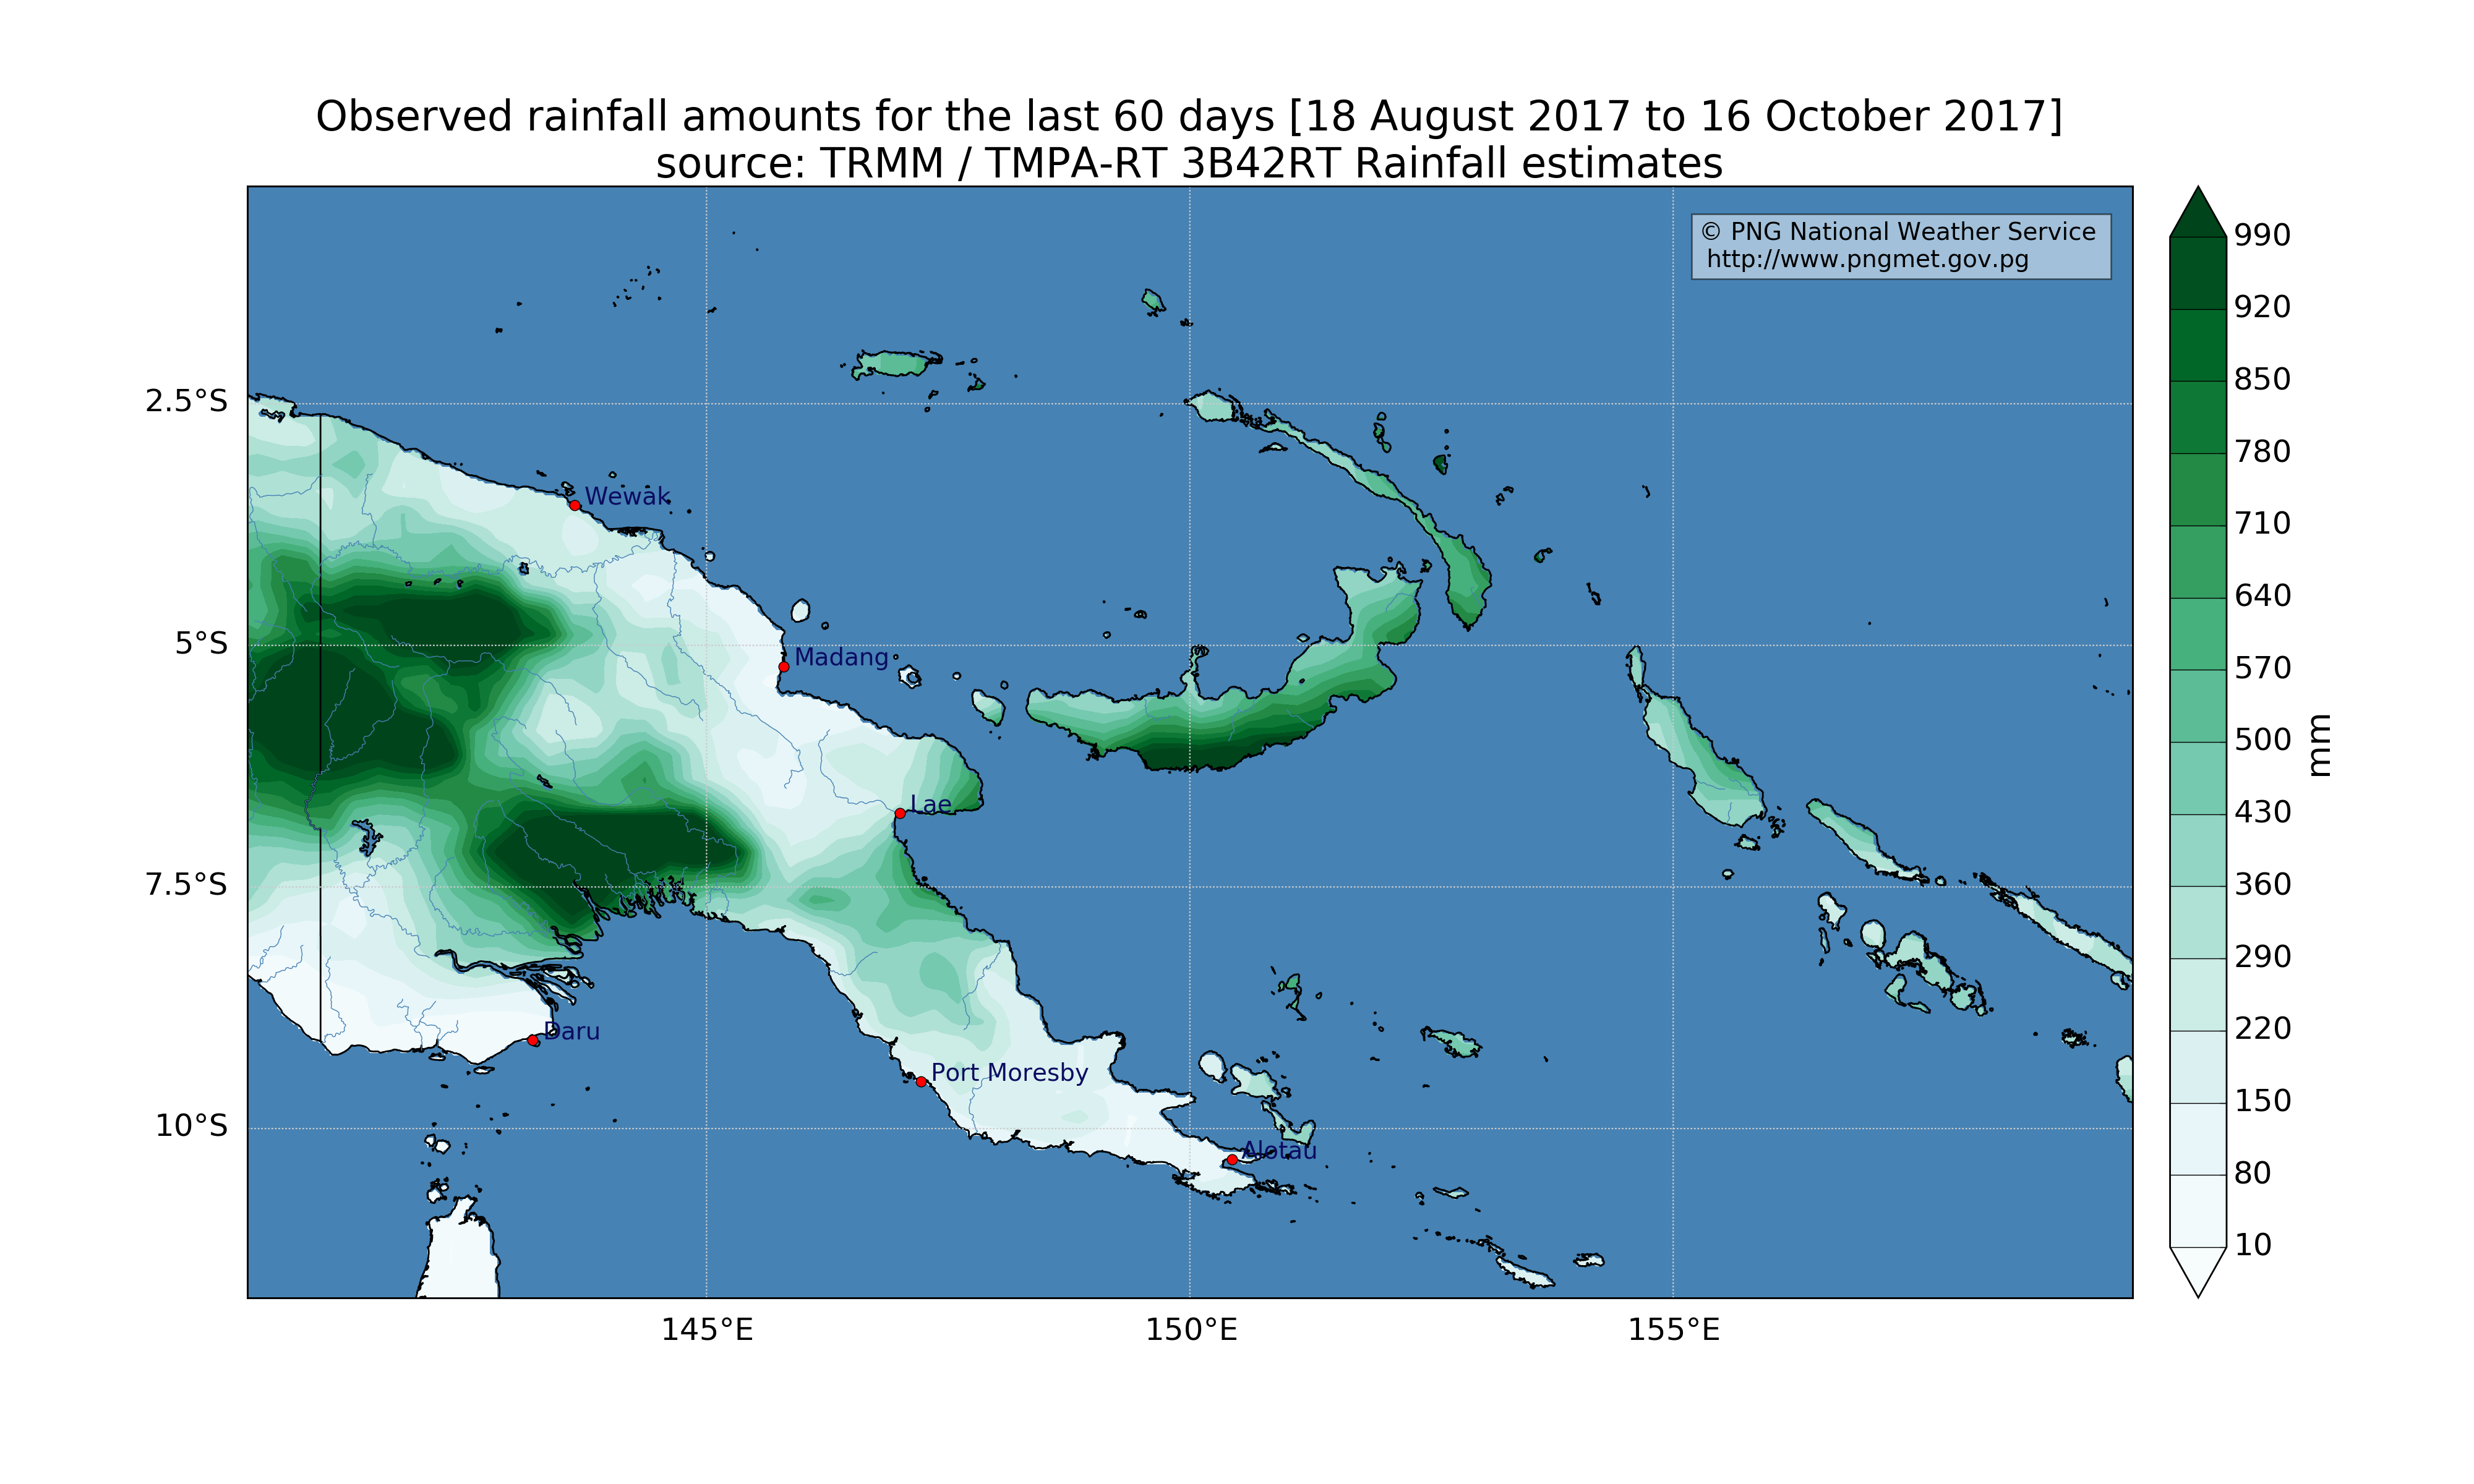 Observed rainfall amounts for the last 60 days [18 August 2017 to 16 October 2017]
source: TRMM / TMPA-RT 3B42RT Rainfall estimates
© PNG National Weather Service
http://www.pngmet.gov.pg
990
920
850
780
710
640
570
500
430
360
290
220
150
80
10
mm
2.5°S
5°S
7.5°S
10°S
Wewak
Madang
Lae
Daru
Port Moresby
Alotau
145°E
150°E
155°E